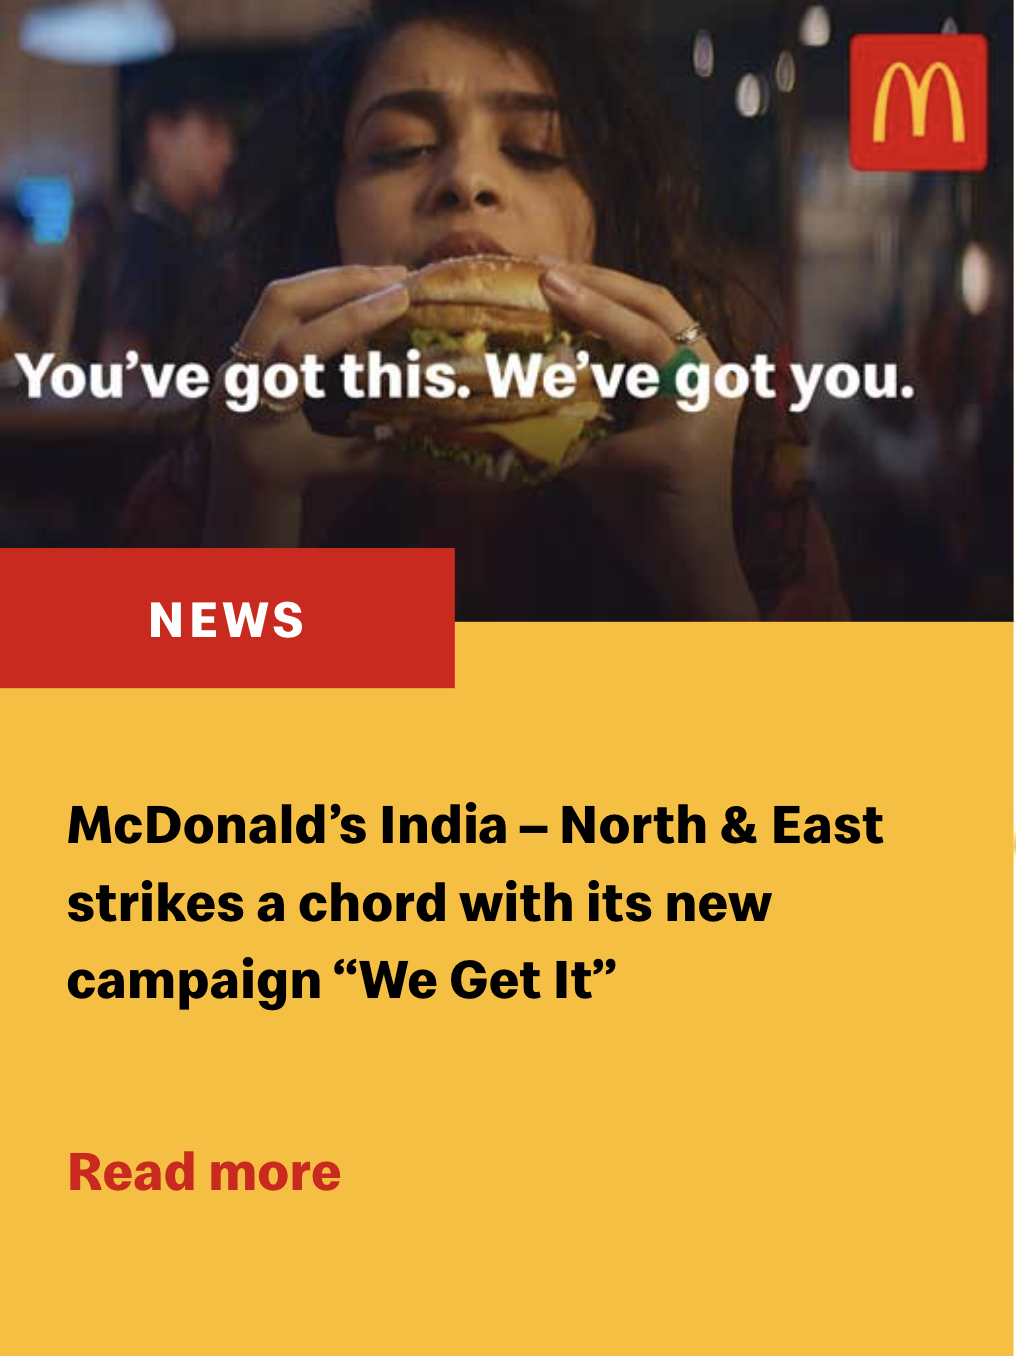 You’ve got this. We’ve got you.
NEWS
McDonald’s India – North & East
strikes a chord with its new
campaign “We Get It”
Read more